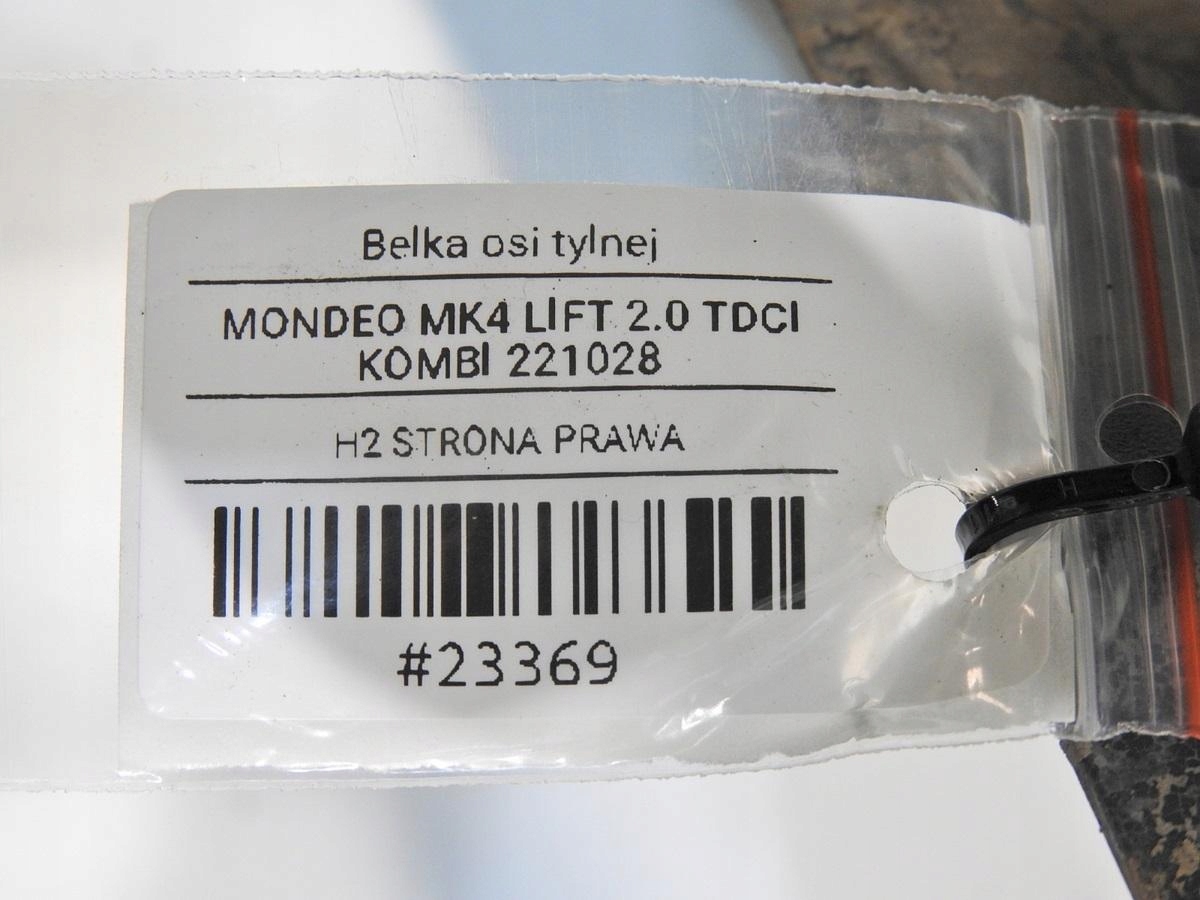 Belka osi tylnej
MONDEO MK4 LIFT 2.0 TDCI
KOMBI 221028
H2 STRONA PRAWA
#23369
H